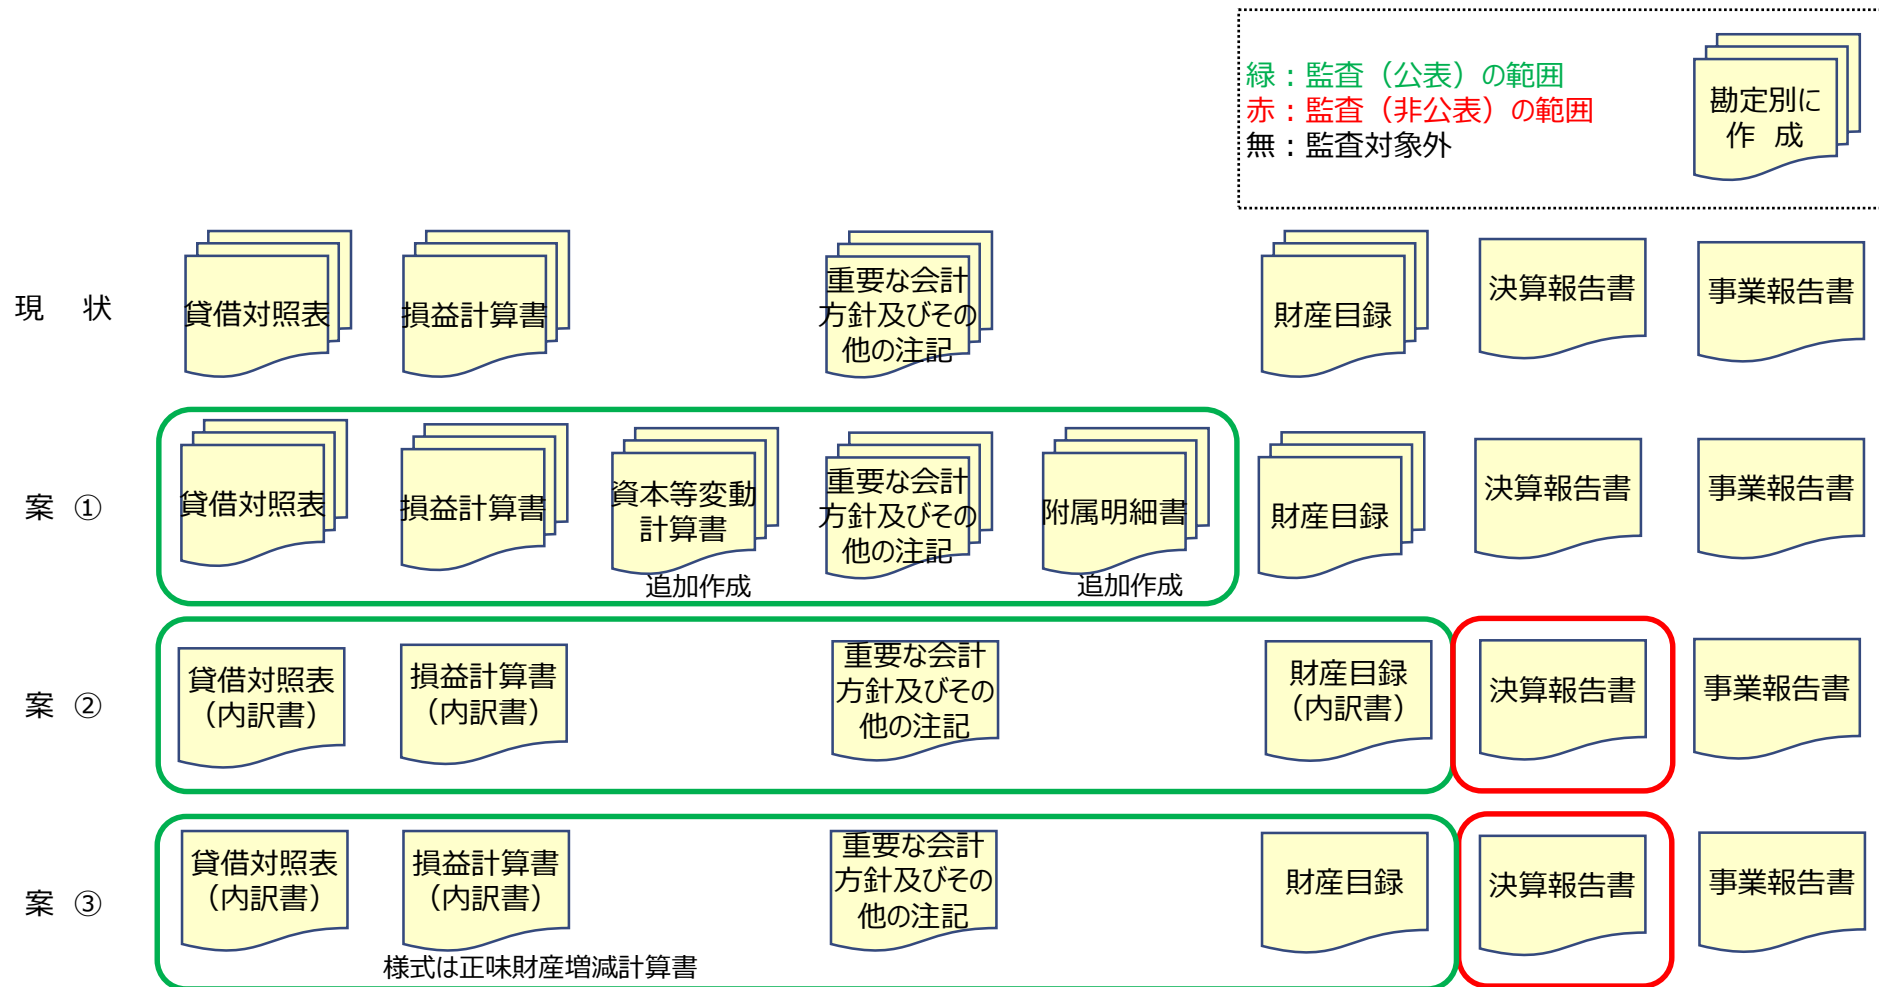 緑：監査（公表）の範囲
赤：監査（非公表）の範囲
無：監査対象外
勘定別に
作 成
現 状
貸借対照表
損益計算書
重要な会計
方針及びその
他の注記
財産目録
決算報告書
事業報告書
案 ①
貸借対照表
損益計算書
資本等変動
計算書
追加作成
重要な会計
方針及びその
他の注記
附属明細書
追加作成
財産目録
決算報告書
事業報告書
案 ②
貸借対照表
（内訳書）
損益計算書
（内訳書）
重要な会計
方針及びその
他の注記
財産目録
（内訳書）
決算報告書
事業報告書
案 ③
貸借対照表
（内訳書）
損益計算書
（内訳書）
様式は正味財産増減計算書
重要な会計
方針及びその
他の注記
財産目録
決算報告書
事業報告書